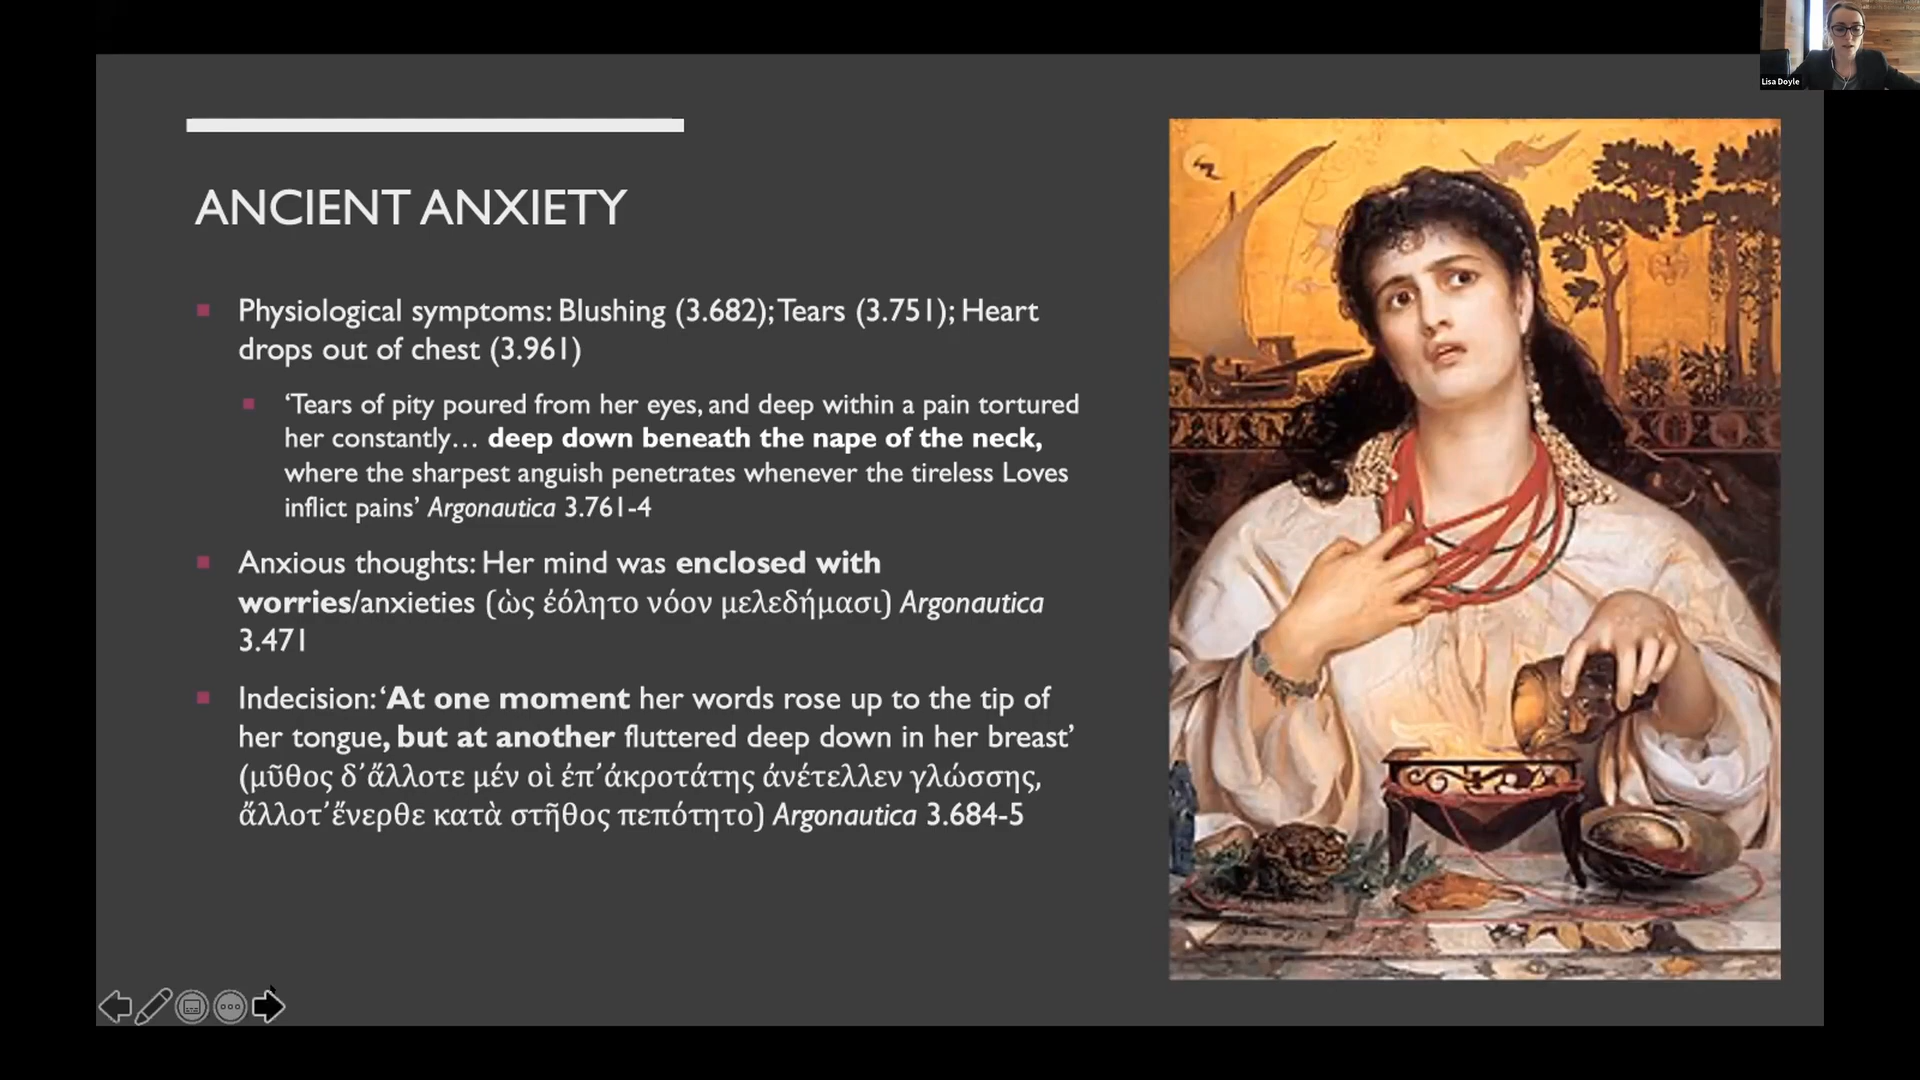 Lisa Doyle
ANCIENT ANXIETY
Physiological symptoms: Blushing (3.682); Tears (3.751); Heart
drops out of chest (3.961)
‘Tears of pity poured from her eyes, and deep within a pain tortured
her constantly… deep down beneath the nape of the neck,
where the sharpest anguish penetrates whenever the tireless Loves
inflict pains’ Argonautica 3.761-4
Anxious thoughts: Her mind was enclosed with
worries/anxieties (ὡς ἐόλητο νόον μελεδήμασι) Argonautica
3.471
Indecision: ‘At one moment her words rose up to the tip of
her tongue, but at another fluttered deep down in her breast’
(μῦθος δ᾽ἄλλοτε μέν οἱ ἐπ᾽ἀκροτάτης ἀνέτελλεν γλώσσης,
ἄλλοτ᾽ἔνερθε κατὰ στῆθος πεπότητο) Argonautica 3.684-5